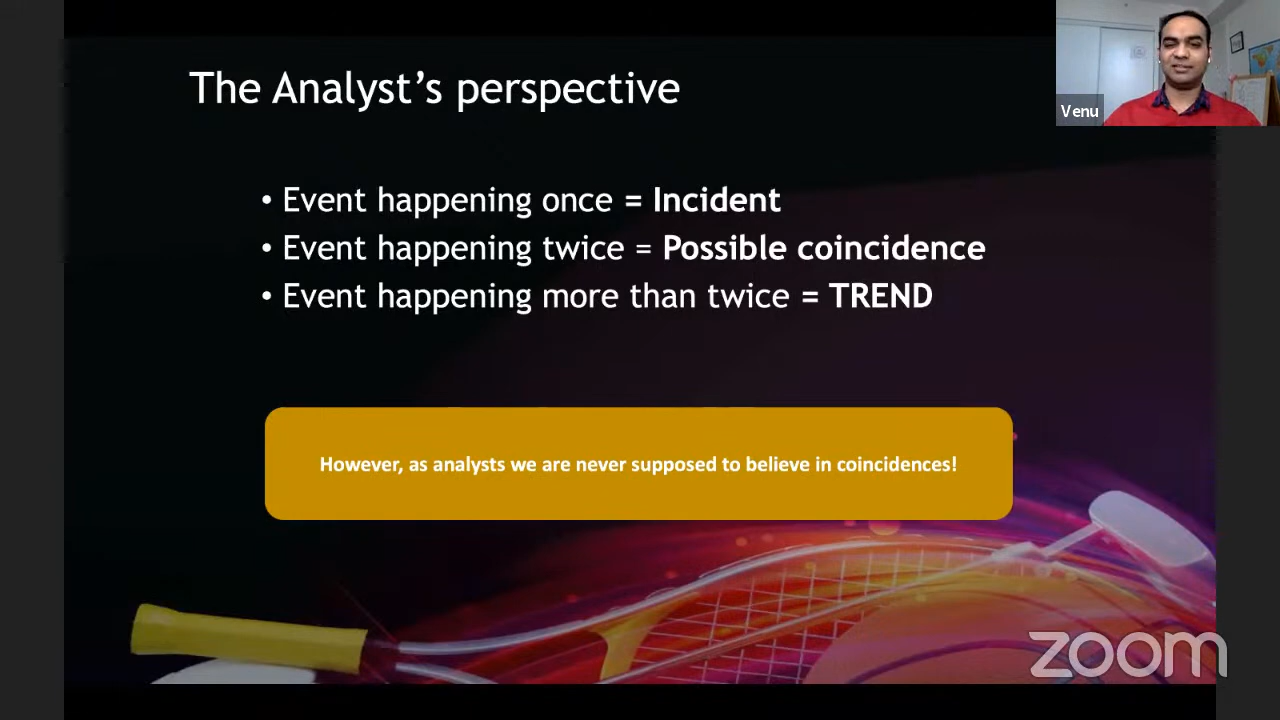 The Analyst’s perspective
Venu
• Event happening once = Incident
• Event happening twice = Possible coincidence
• Event happening more than twice = TREND
However, as analysts we are never supposed to believe in coincidences!
zoom